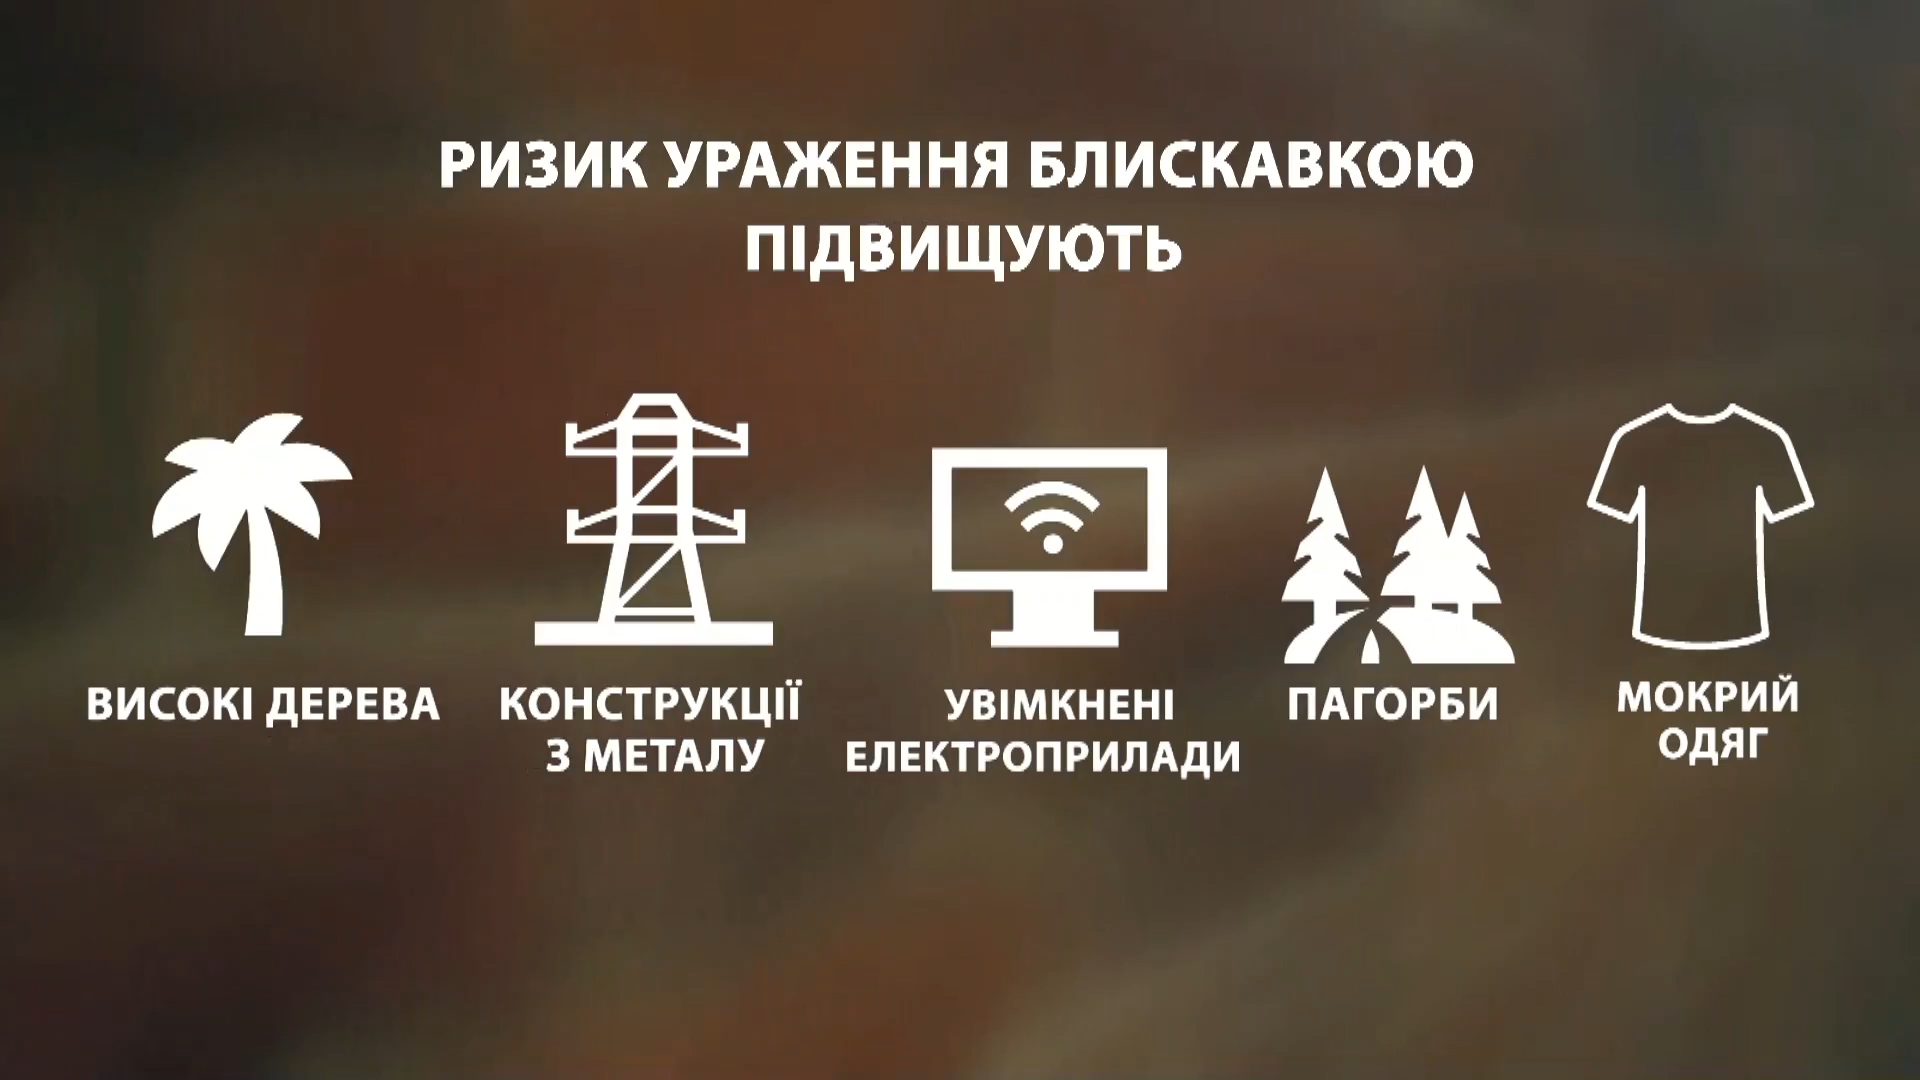 РИЗИК УРАЖЕННЯ БЛИСКАВКОЮ
ПІДВИЩУЮТЬ
ВИСОКІ ДЕРЕВА
КОНСТРУКЦІЇ
З МЕТАЛУ
УВІМКНЕНІ
ЕЛЕКТРОПРИЛАДИ
ПАГОРБИ
МОКРИЙ
ОДЯГ